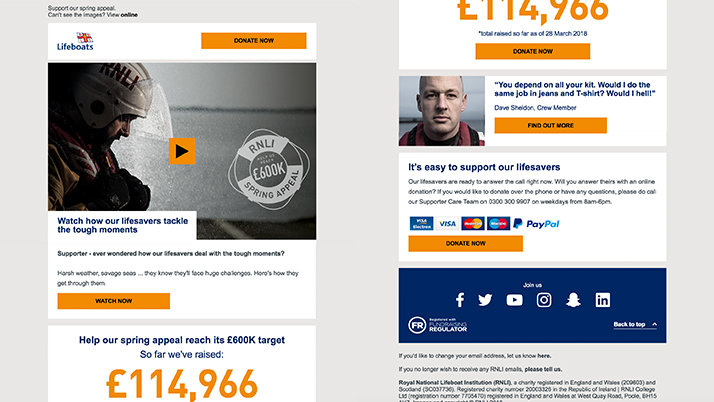 Support our spring appeal.
Can't see the images? View online
Lifeboats
DONATE NOW
RNLI
RNLI
HELP US REACH
£600K
SPRING APPEAL
Watch how our lifesavers tackle
the tough moments
Supporter - ever wondered how our lifesavers deal with the tough moments?
Harsh weather, savage seas ... they know they'll face huge challenges. Here's how they
get through them.
WATCH NOW
Help our spring appeal reach its £600K target
So far we've raised:
£114,966
£114,966
*total raised so far as of 28 March 2018
DONATE NOW
"You depend on all your kit. Would I do the
same job in jeans and T-shirt? Would I hell!"
Dave Sheldon, Crew Member
FIND OUT MORE
It's easy to support our lifesavers
Our lifesavers are ready to answer the call right now. Will you answer theirs with an online
donation? If you would like to donate over the phone or have any questions, please do call
our Supporter Care Team on 0300 300 9907 on weekdays from 8am-6pm.
VISA Electron VISA MasterCard Maestro PayPal
DONATE NOW
Join us
FR Registered with
FUNDRAISING
REGULATOR
Back to top
If you'd like to change your email address, let us know here.
If you no longer wish to receive any RNLI emails, please tell us.
Royal National Lifeboat Institution (RNLI), a charity registered in England and Wales (209603) and
Scotland (SC037736). Registered charity number 20003326 in the Republic of Ireland | RNLI College
Ltd (registration number 7705470) registered in England and Wales at West Quay Road, Poole, BH15